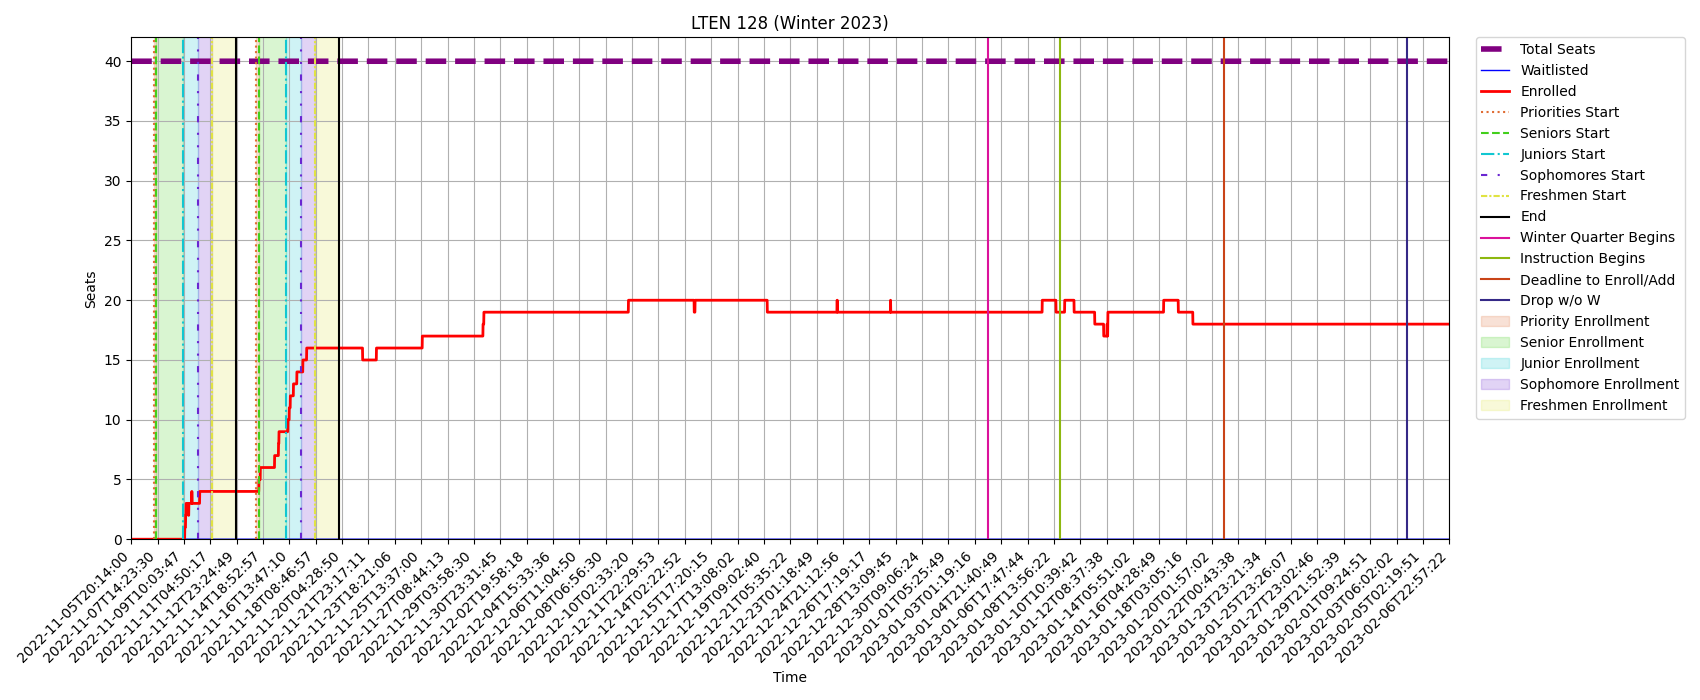 LTEN 128 (Winter 2023)
Seats
40
35
30
25
20
15
10
5
0
2022-11-05T20:14:00
2022-11-07T14:23:30
2022-11-09T10:03:47
2022-11-11T04:50:17
2022-11-12T23:24:49
2022-11-14T18:52:57
2022-11-16T13:47:10
2022-11-18T08:46:57
2022-11-20T04:28:50
2022-11-21T23:17:11
2022-11-23T18:21:06
2022-11-25T13:37:00
2022-11-27T08:44:13
2022-11-29T03:58:30
2022-11-30T23:31:45
2022-12-02T19:58:18
2022-12-04T15:33:36
2022-12-06T11:04:50
2022-12-08T06:56:30
2022-12-10T02:33:20
2022-12-11T22:29:53
2022-12-14T02:22:52
2022-12-15T17:20:15
2022-12-17T13:08:02
2022-12-19T09:02:40
2022-12-21T05:35:22
2022-12-23T01:18:49
2022-12-24T21:12:56
2022-12-26T17:19:17
2022-12-28T13:09:45
2022-12-30T09:06:24
2023-01-01T05:25:49
2023-01-03T01:19:16
2023-01-04T21:40:49
2023-01-06T17:47:44
2023-01-08T13:56:22
2023-01-10T10:39:42
2023-01-12T08:37:38
2023-01-14T05:51:02
2023-01-16T04:28:49
2023-01-18T03:05:16
2023-01-20T01:57:02
2023-01-22T00:43:38
2023-01-23T23:21:34
2023-01-25T23:26:07
2023-01-27T23:02:46
2023-01-29T21:52:39
2023-02-01T09:24:51
2023-02-03T06:02:02
2023-02-05T02:19:51
2023-02-06T22:57:22
Time
Total Seats
Waitlisted
Enrolled
Priorities Start
Seniors Start
Juniors Start
Sophomores Start
Freshmen Start
End
Winter Quarter Begins
Instruction Begins
Deadline to Enroll/Add
Drop w/o W
Priority Enrollment
Senior Enrollment
Junior Enrollment
Sophomore Enrollment
Freshmen Enrollment